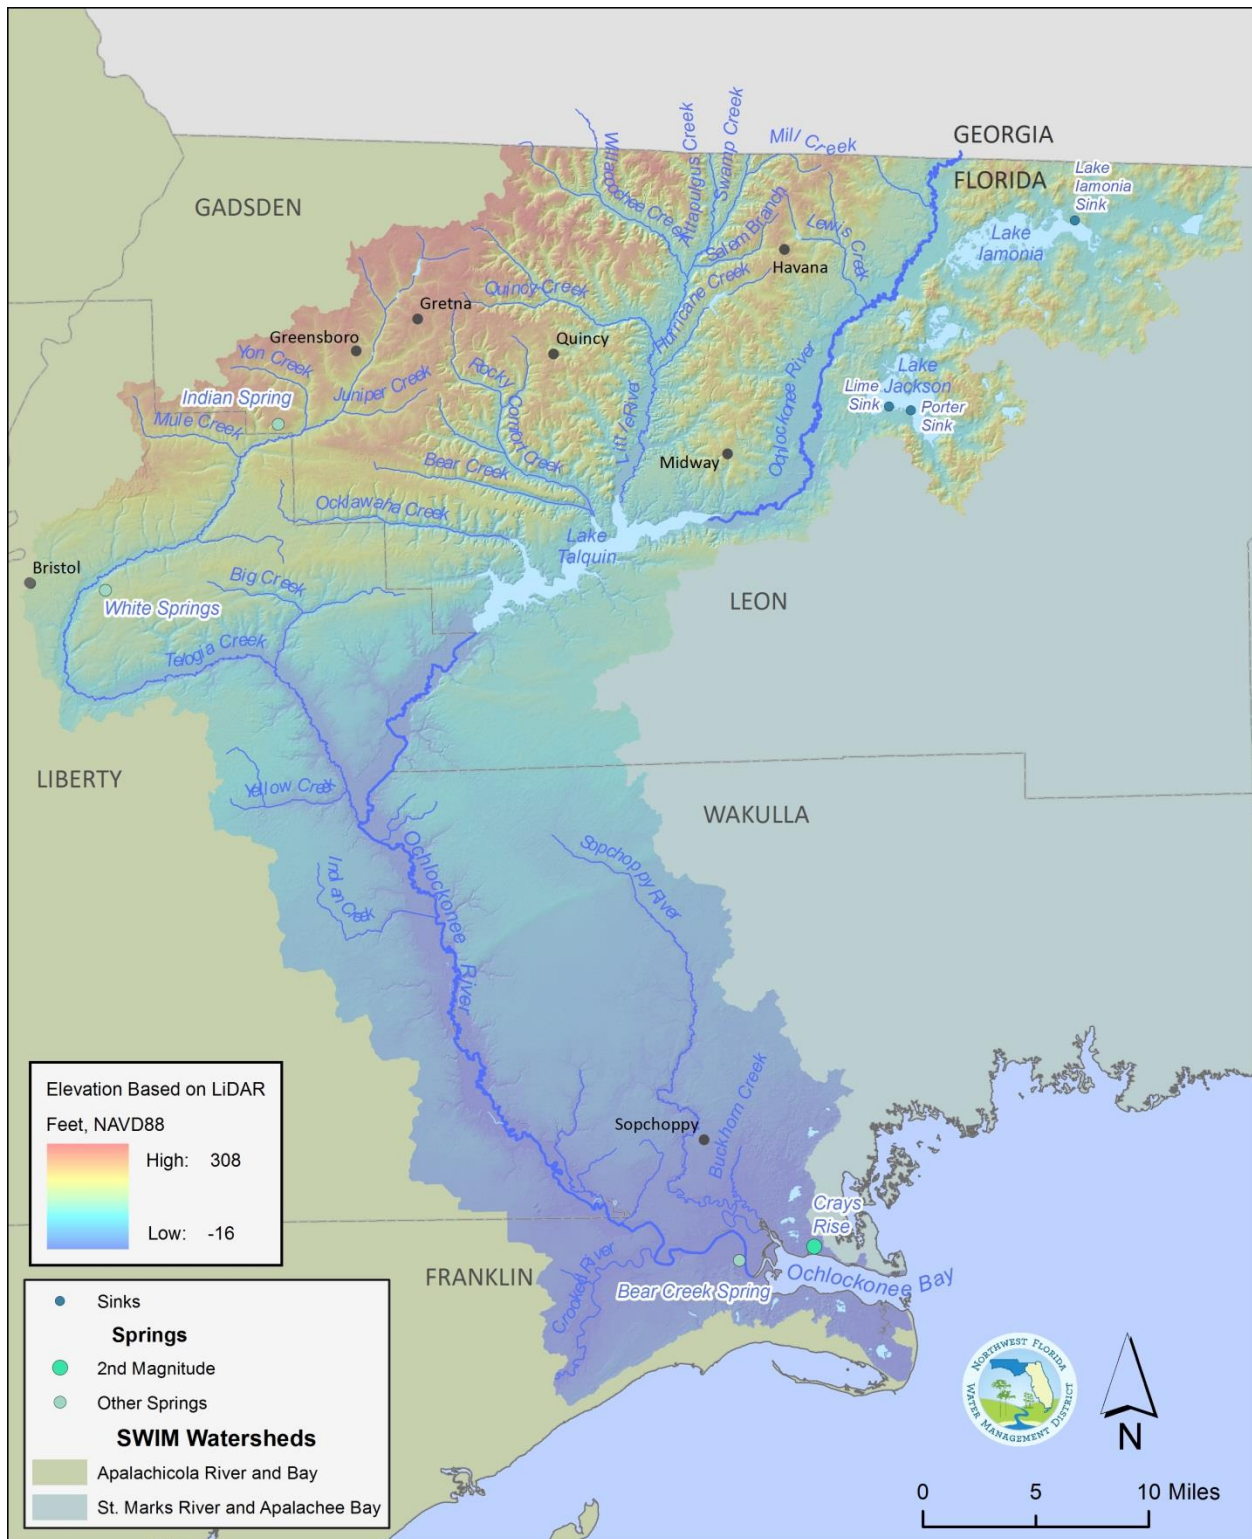 GEORGIA
FLORIDA
Willacoochee Creek
Attapulgus Creek
Swamp Creek
Mill Creek
Lake
Iamonia
Sink
GADSDEN
Salem Branch
Lewis Creek
Lake
Iamonia
Havana
Hurricane Creek
Quincy Creek
Gretna
Greensboro
Quincy
Yon Creek
Rocky Comfort Creek
Little River
Ochlockonee River
Lake
Jackson
Lime
Sink
Porter
Sink
Indian Spring
Juniper Creek
Mule Creek
Bear Creek
Midway
Ocklawaha Creek
Lake
Talquin
Bristol
Big Creek
White Springs
LEON
Telogia Creek
LIBERTY
Yellow Creek
WAKULLA
Ochlockonee River
Sopchoppy River
Indian Creek
Sopchoppy
Buckhorn Creek
Crays
Rise
Crooked River
FRANKLIN
Bear Creek Spring
Ochlockonee Bay
Elevation Based on LiDAR
Feet, NAVD88
High: 308
Low: -16
Sinks
Springs
2nd Magnitude
Other Springs
SWIM Watersheds
Apalachicola River and Bay
St. Marks River and Apalachee Bay
NORTHWEST FLORIDA
WATER MANAGEMENT DISTRICT
N
0 5 10 Miles